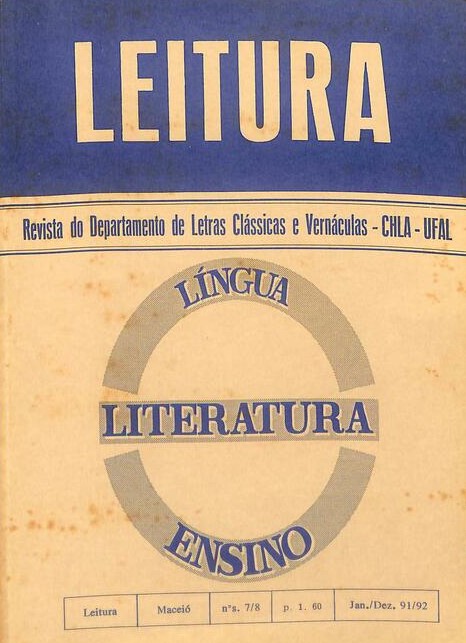 LEITURA
Revista do Departamento de Letras Clássicas e Vernáculas - CHLA - UFAL
LÍNGUA
LITERATURA
ENSINO
Leitura Maceió nºs. 7/8 p. 1. 60 Jan./Dez. 91/92